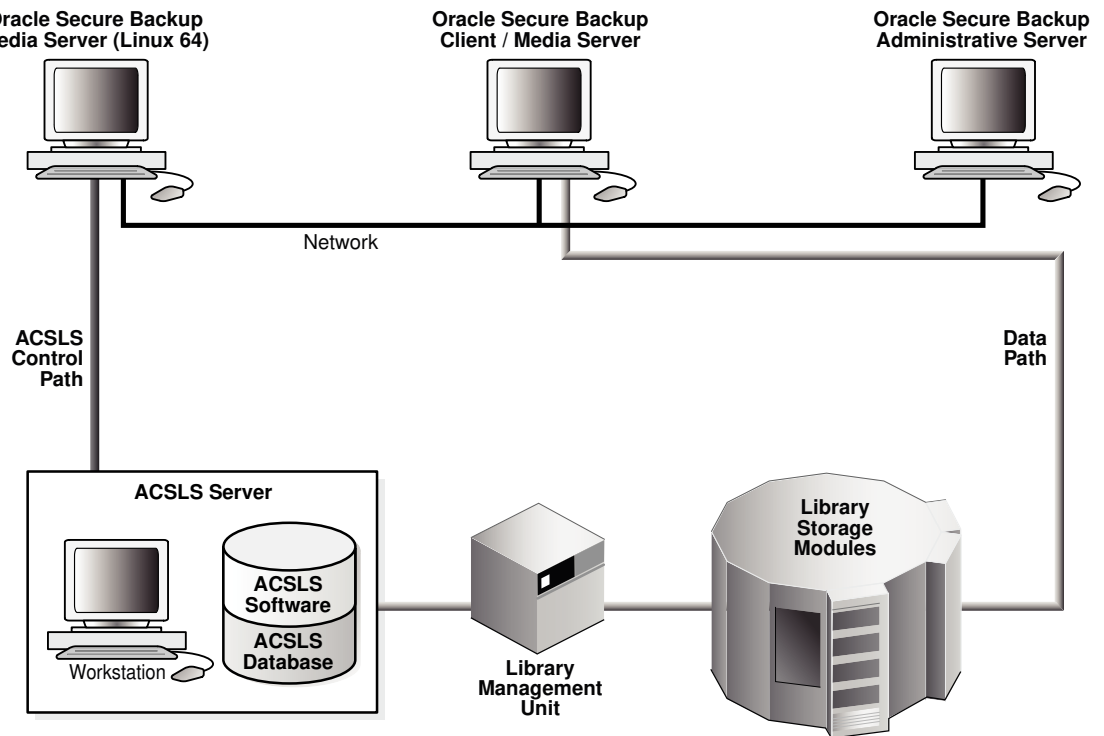 Oracle Secure Backup
Media Server (Linux 64)
Oracle Secure Backup
Client / Media Server
Oracle Secure Backup
Administrative Server
Network
ACSLS
Control
Path
Data
Path
ACSLS Server
ACSLS
Software
ACSLS
Database
Workstation
Library
Management
Unit
Library
Storage
Modules